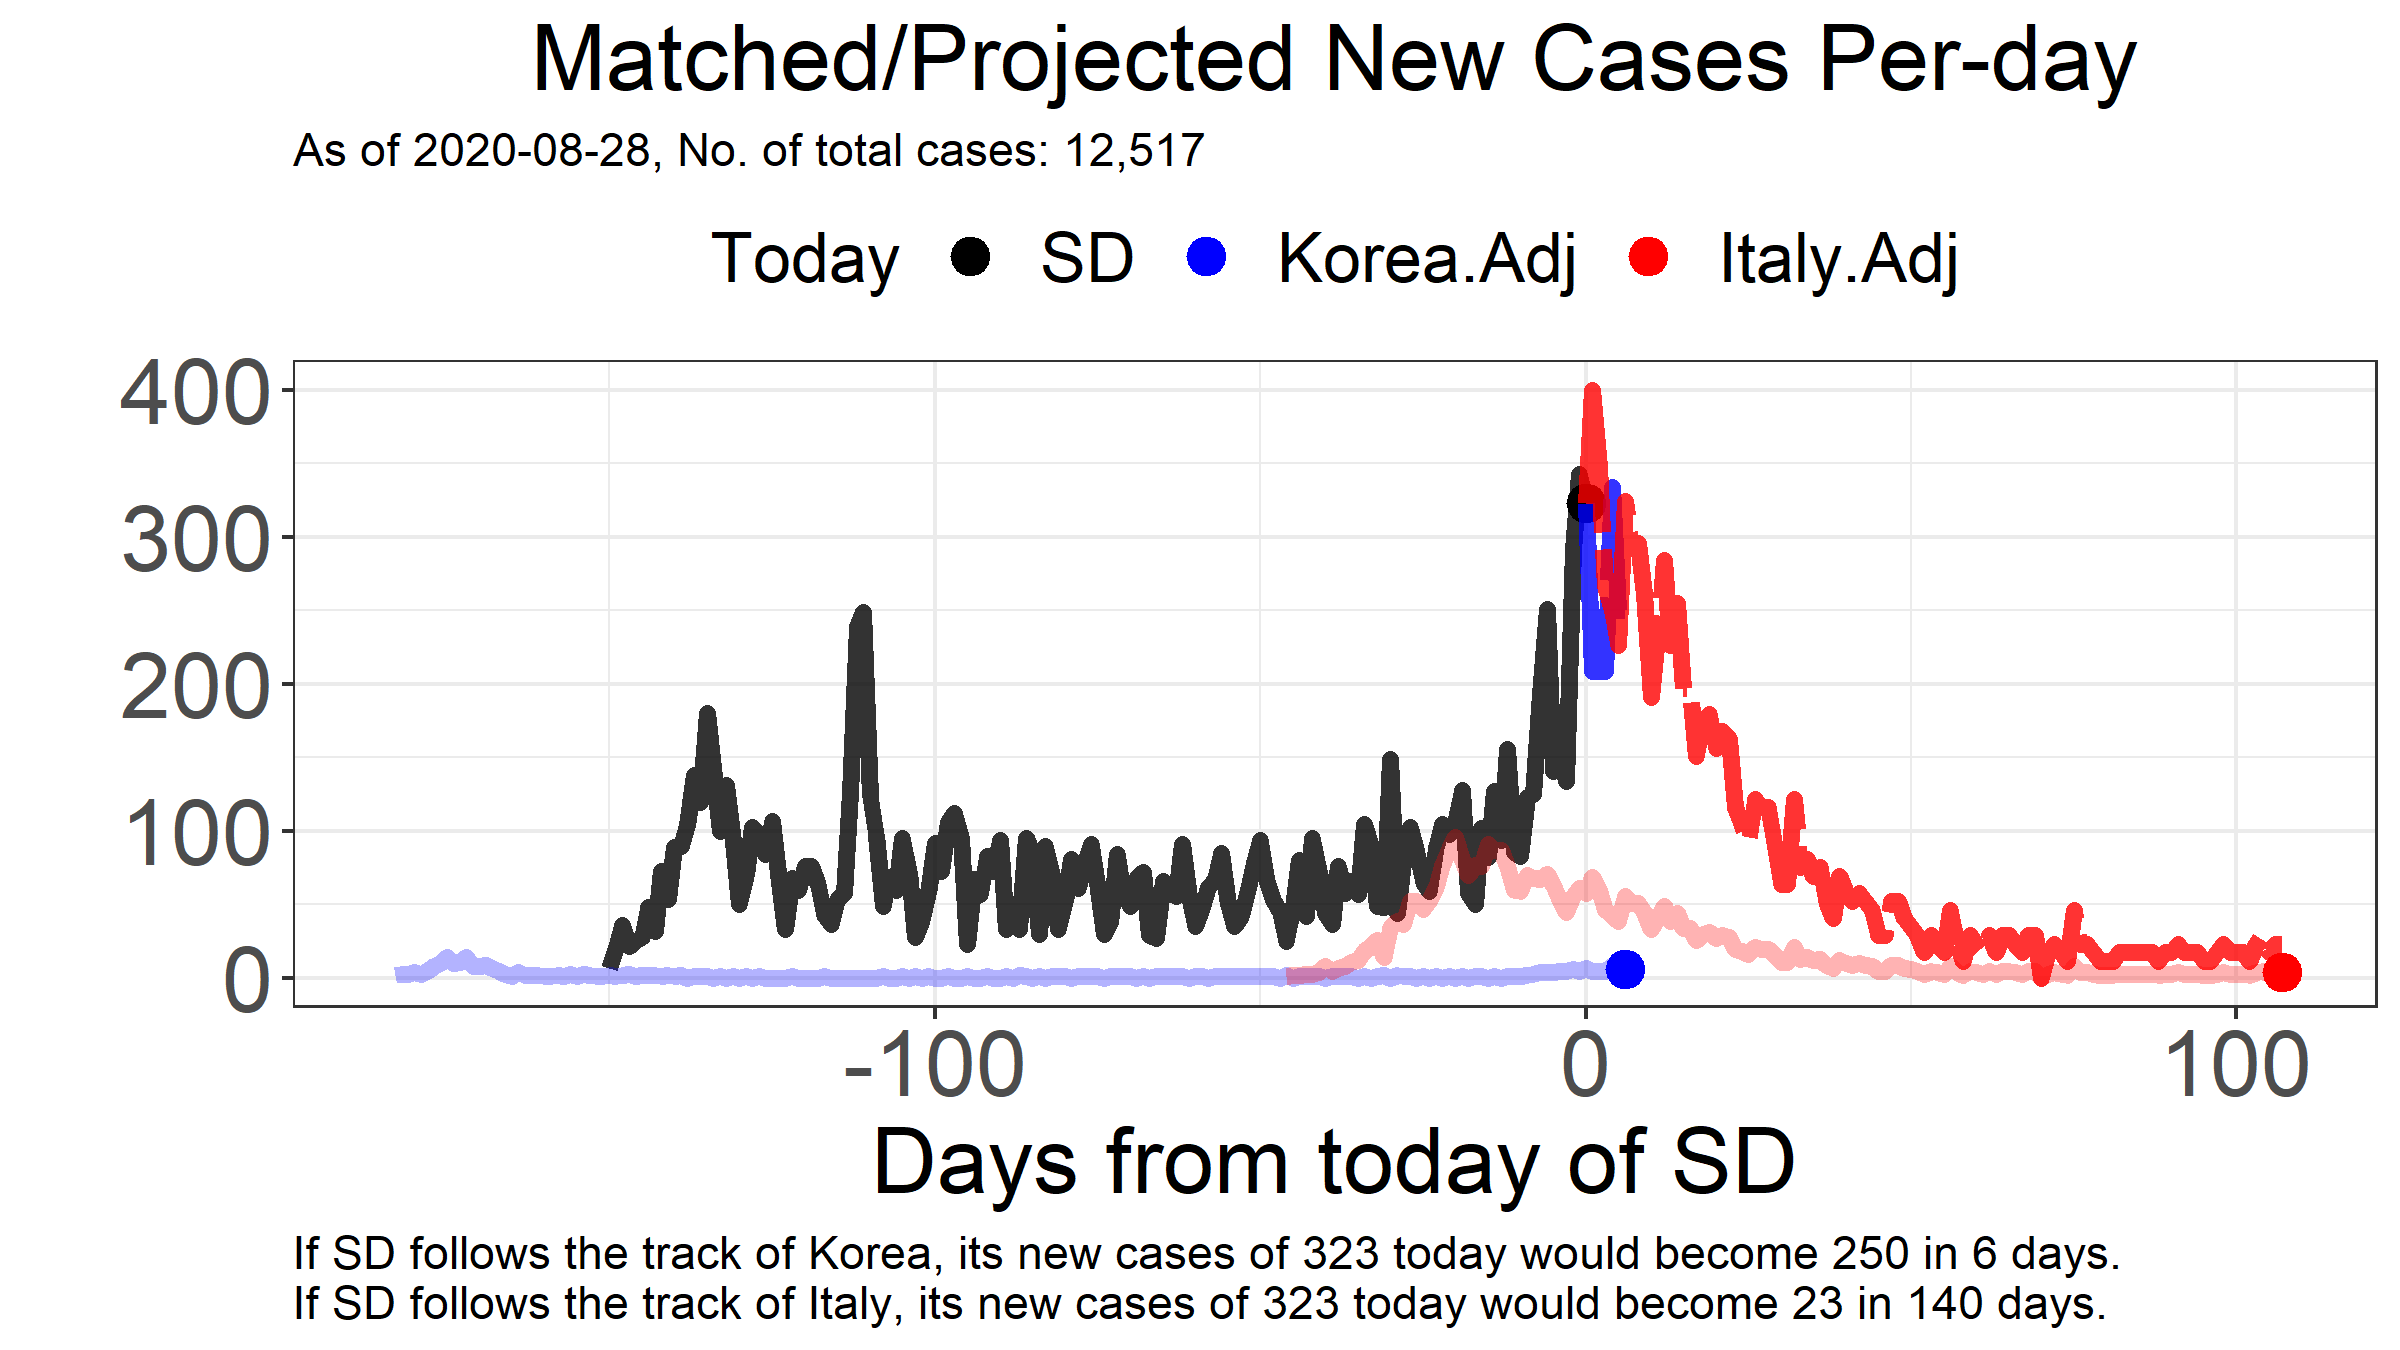 Matched/Projected New Cases Per-day
As of 2020-08-28, No. of total cases: 12,517
Today SD Korea.Adj Italy.Adj
400
300
200
100
0
-100 0 100
Days from today of SD
If SD follows the track of Korea, its new cases of 323 today would become 250 in 6 days.
If SD follows the track of Italy, its new cases of 323 today would become 23 in 140 days.